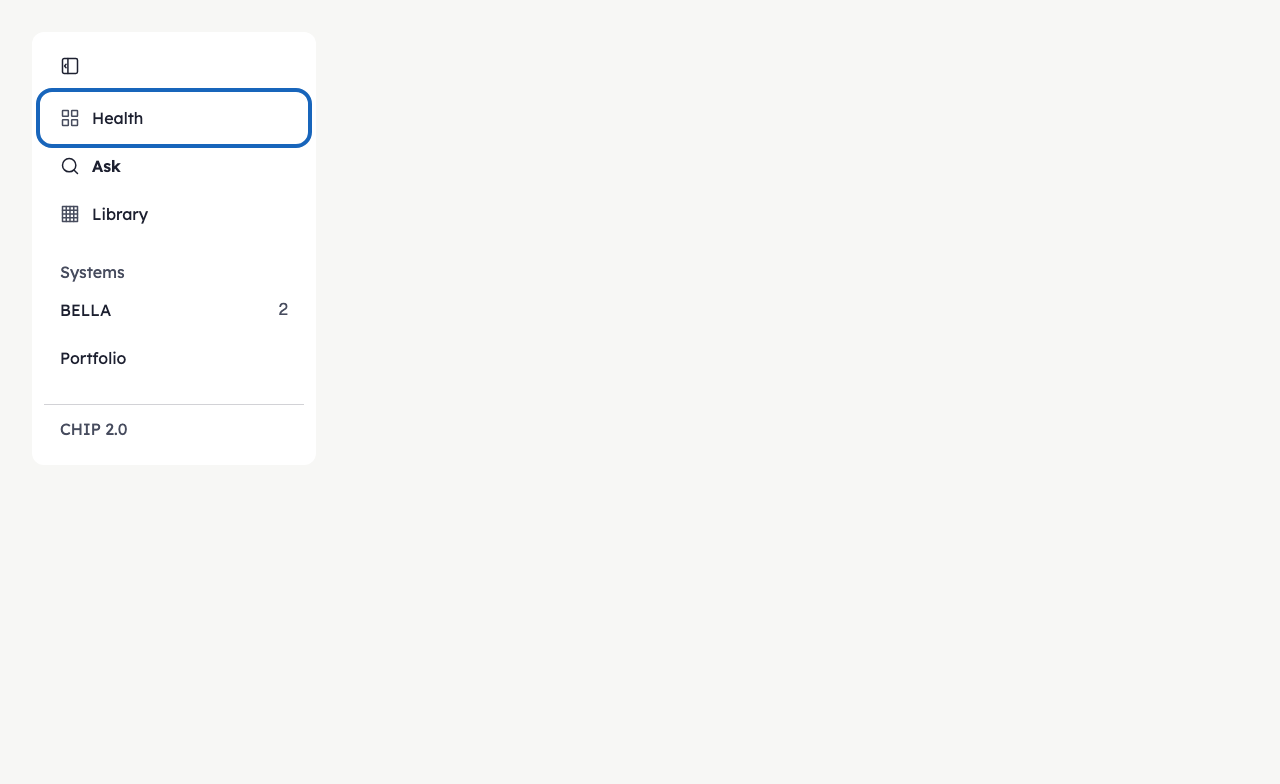 Health
Ask
Library
Systems
BELLA 2
Portfolio
CHIP 2.0